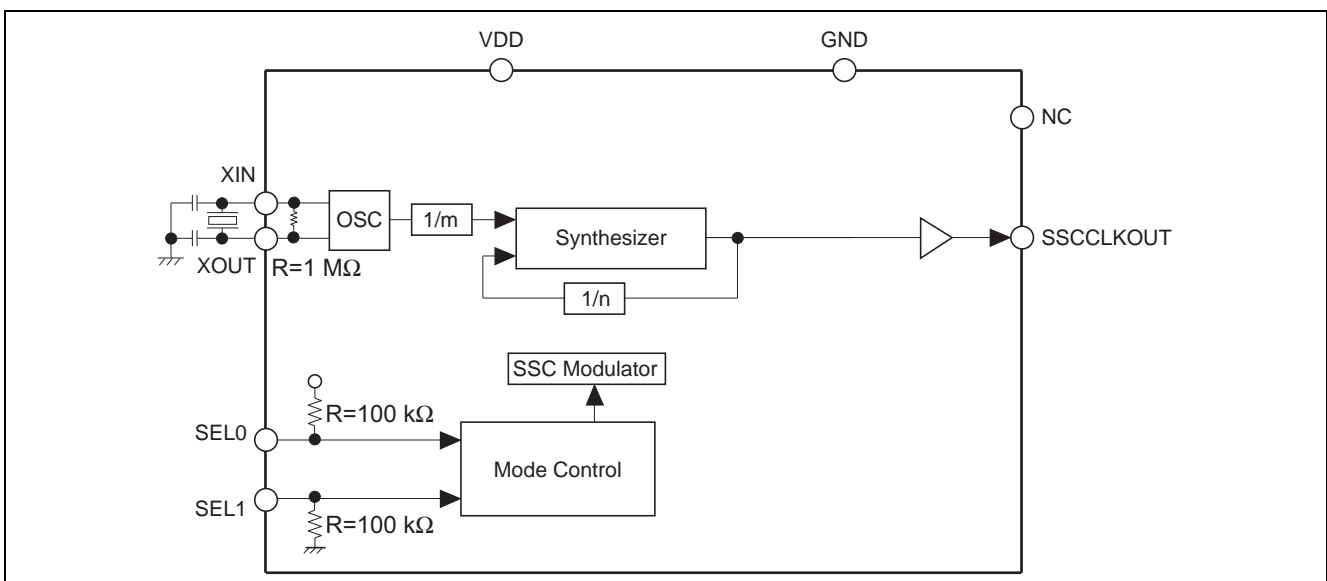 VDD
GND
NC
XIN
OSC
1/m
Synthesizer
SSCCLKOUT
XOUT
R=1 MΩ
1/n
SSC Modulator
R=100 kΩ
SEL0
Mode Control
SEL1
R=100 kΩ